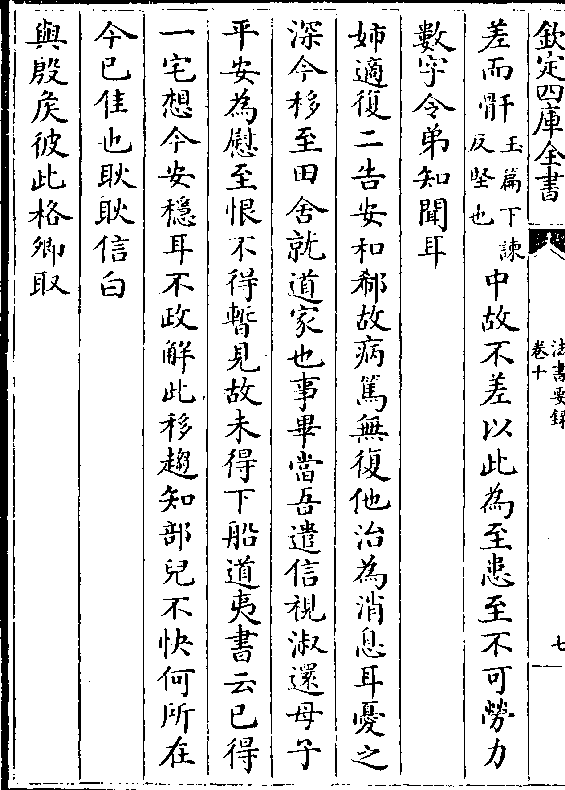 欽定四庫全書
法書要錄
卷十
七
差而骭玉篇下諫反堅也中故不差以此為至患至不可勞力
數字令弟知聞耳
姊適復二告安和郗故病篤無復他治為消息耳憂之
深今移至田舍就道家也事畢當吾遣信視淑還母子
平安為慰至恨不得暫見故未得下船道夷書云已得
一宅想今安穩耳不政解此移趨知部兒不快何所在
今已佳也耿耿信白
與殷侯彼此格卿取